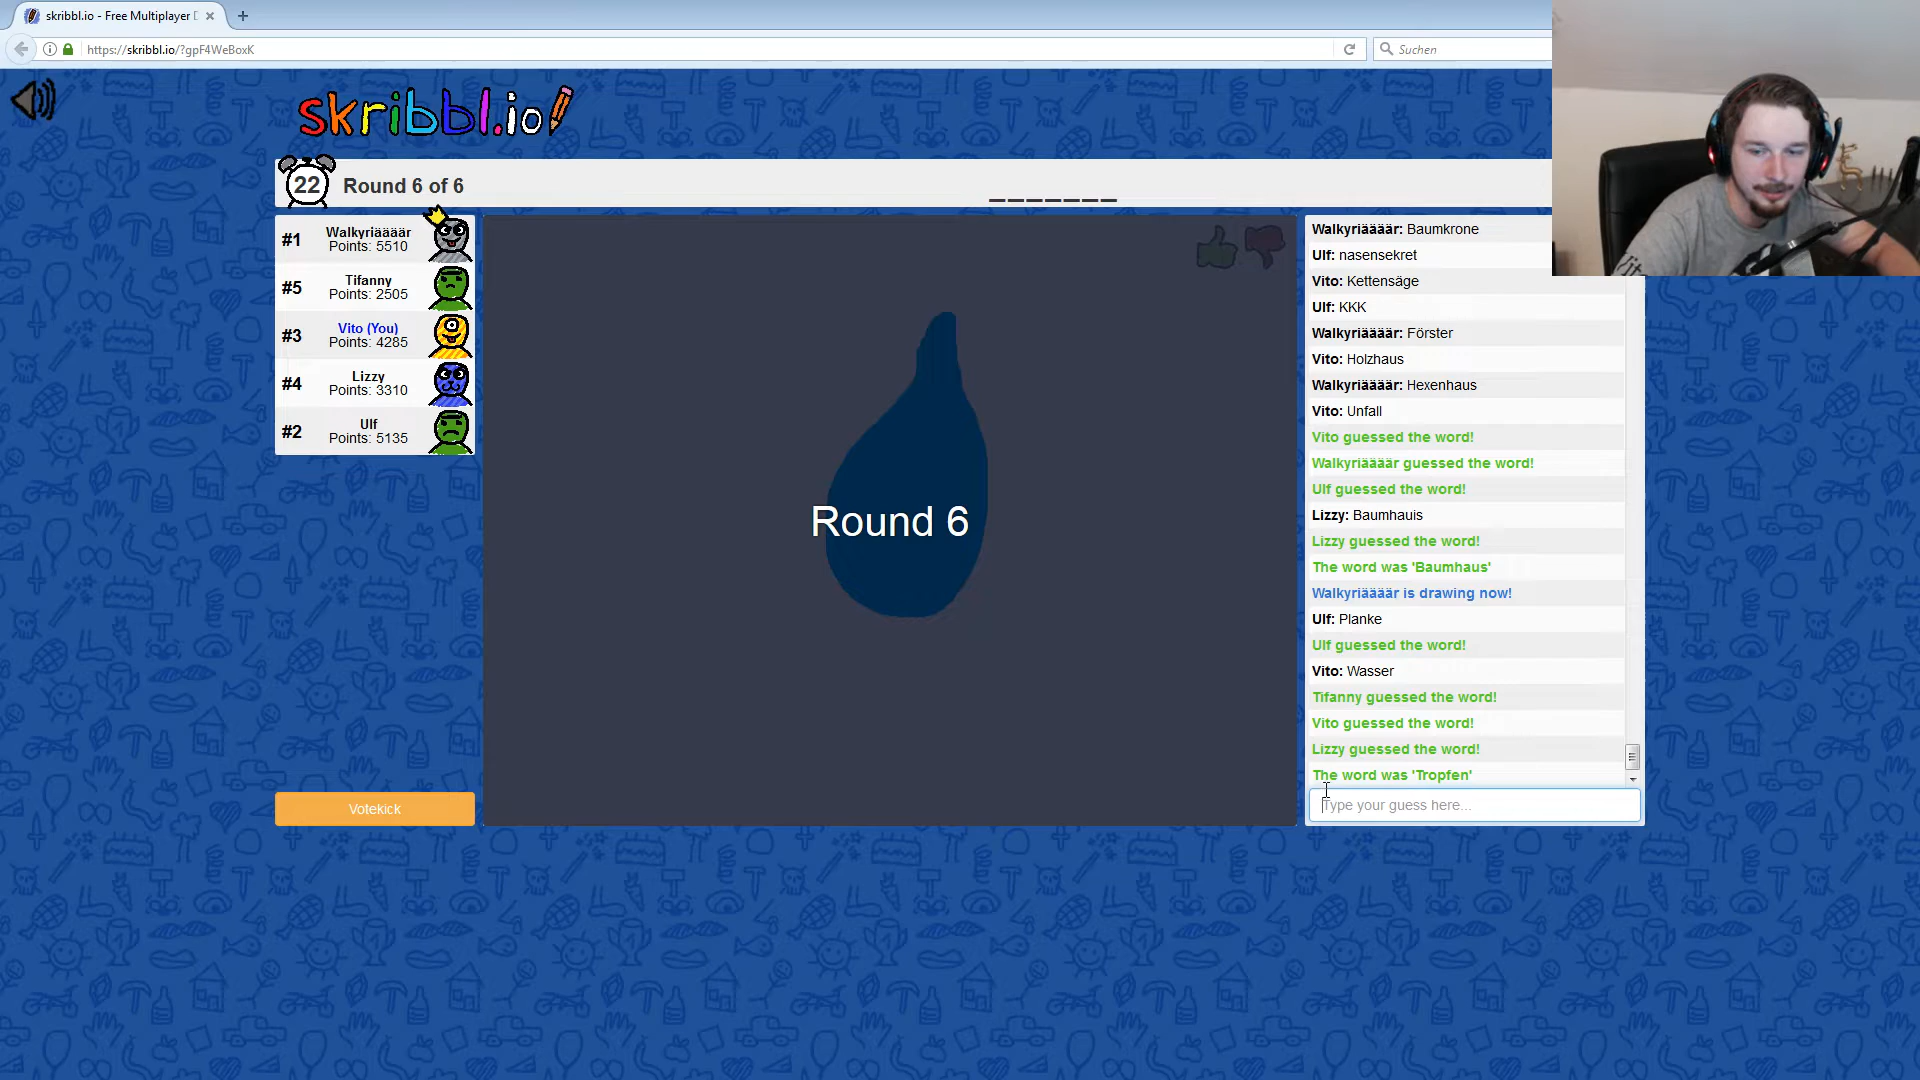 skribbl.io - Free Multiplayer D
https://skribbl.io/?gpF4WeBoxK
Suchen
skribbl.io
22
Round 6 of 6
_______
#1
Walkyriäääär
Points: 5510
#5
Tifanny
Points: 2505
#3
Vito (You)
Points: 4285
#4
Lizzy
Points: 3310
#2
Ulf
Points: 5135
Votekick
Round 6
Walkyriäääär: Baumkrone
Ulf: nasensekret
Vito: Kettensäge
Ulf: KKK
Walkyriäääär: Förster
Vito: Holzhaus
Walkyriäääär: Hexenhaus
Vito: Unfall
Vito guessed the word!
Walkyriäääär guessed the word!
Ulf guessed the word!
Lizzy: Baumhauis
Lizzy guessed the word!
The word was 'Baumhaus'
Walkyriäääär is drawing now!
Ulf: Planke
Ulf guessed the word!
Vito: Wasser
Tifanny guessed the word!
Vito guessed the word!
Lizzy guessed the word!
The word was 'Tropfen'
Type your guess here...